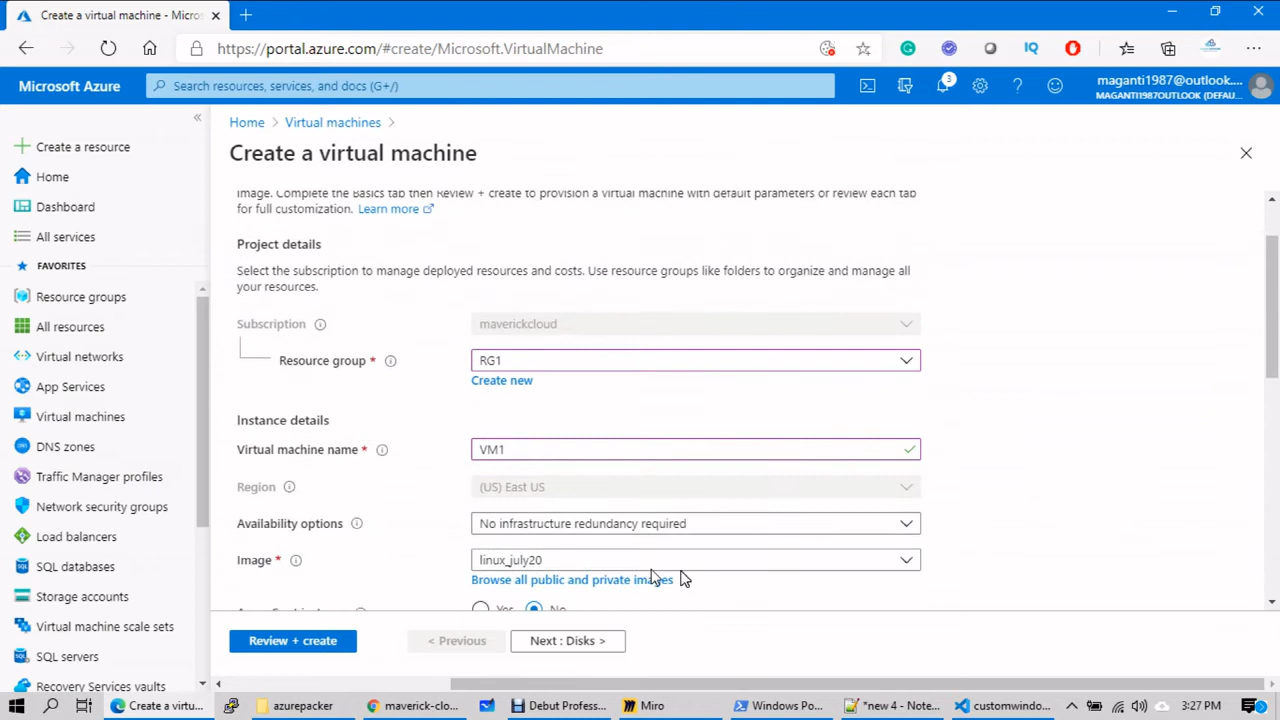 Create a virtual machine - Micros
https://portal.azure.com/#create/Microsoft.VirtualMachine
IQ
Microsoft Azure
Search resources, services, and docs (G+/)
3
maganti1987@outlook....
MAGANTI1987OUTLOOK (DEFAU...
Home > Virtual machines >
Create a virtual machine
Create a resource
Home
Dashboard
All services
FAVORITES
Resource groups
All resources
Virtual networks
App Services
Virtual machines
DNS zones
Traffic Manager profiles
Network security groups
Load balancers
SQL databases
Storage accounts
Virtual machine scale sets
SQL servers
Recovery Services vaults
image. Complete the Basics tab then Review + create to provision a virtual machine with default parameters or review each tab
for full customization. Learn more
Project details
Select the subscription to manage deployed resources and costs. Use resource groups like folders to organize and manage all
your resources.
Subscription
maverickcloud
Resource group *
RG1
Create new
Instance details
Virtual machine name *
VM1
Region
(US) East US
Availability options
No infrastructure redundancy required
Image *
linux_july20
Browse all public and private images
Yes No
Review + create
< Previous
Next : Disks >
Create a virtu...
azurepacker
maverick-clo...
Debut Profess...
Miro
Windows Po...
*new 4 - Note...
customwindo...
3:27 PM